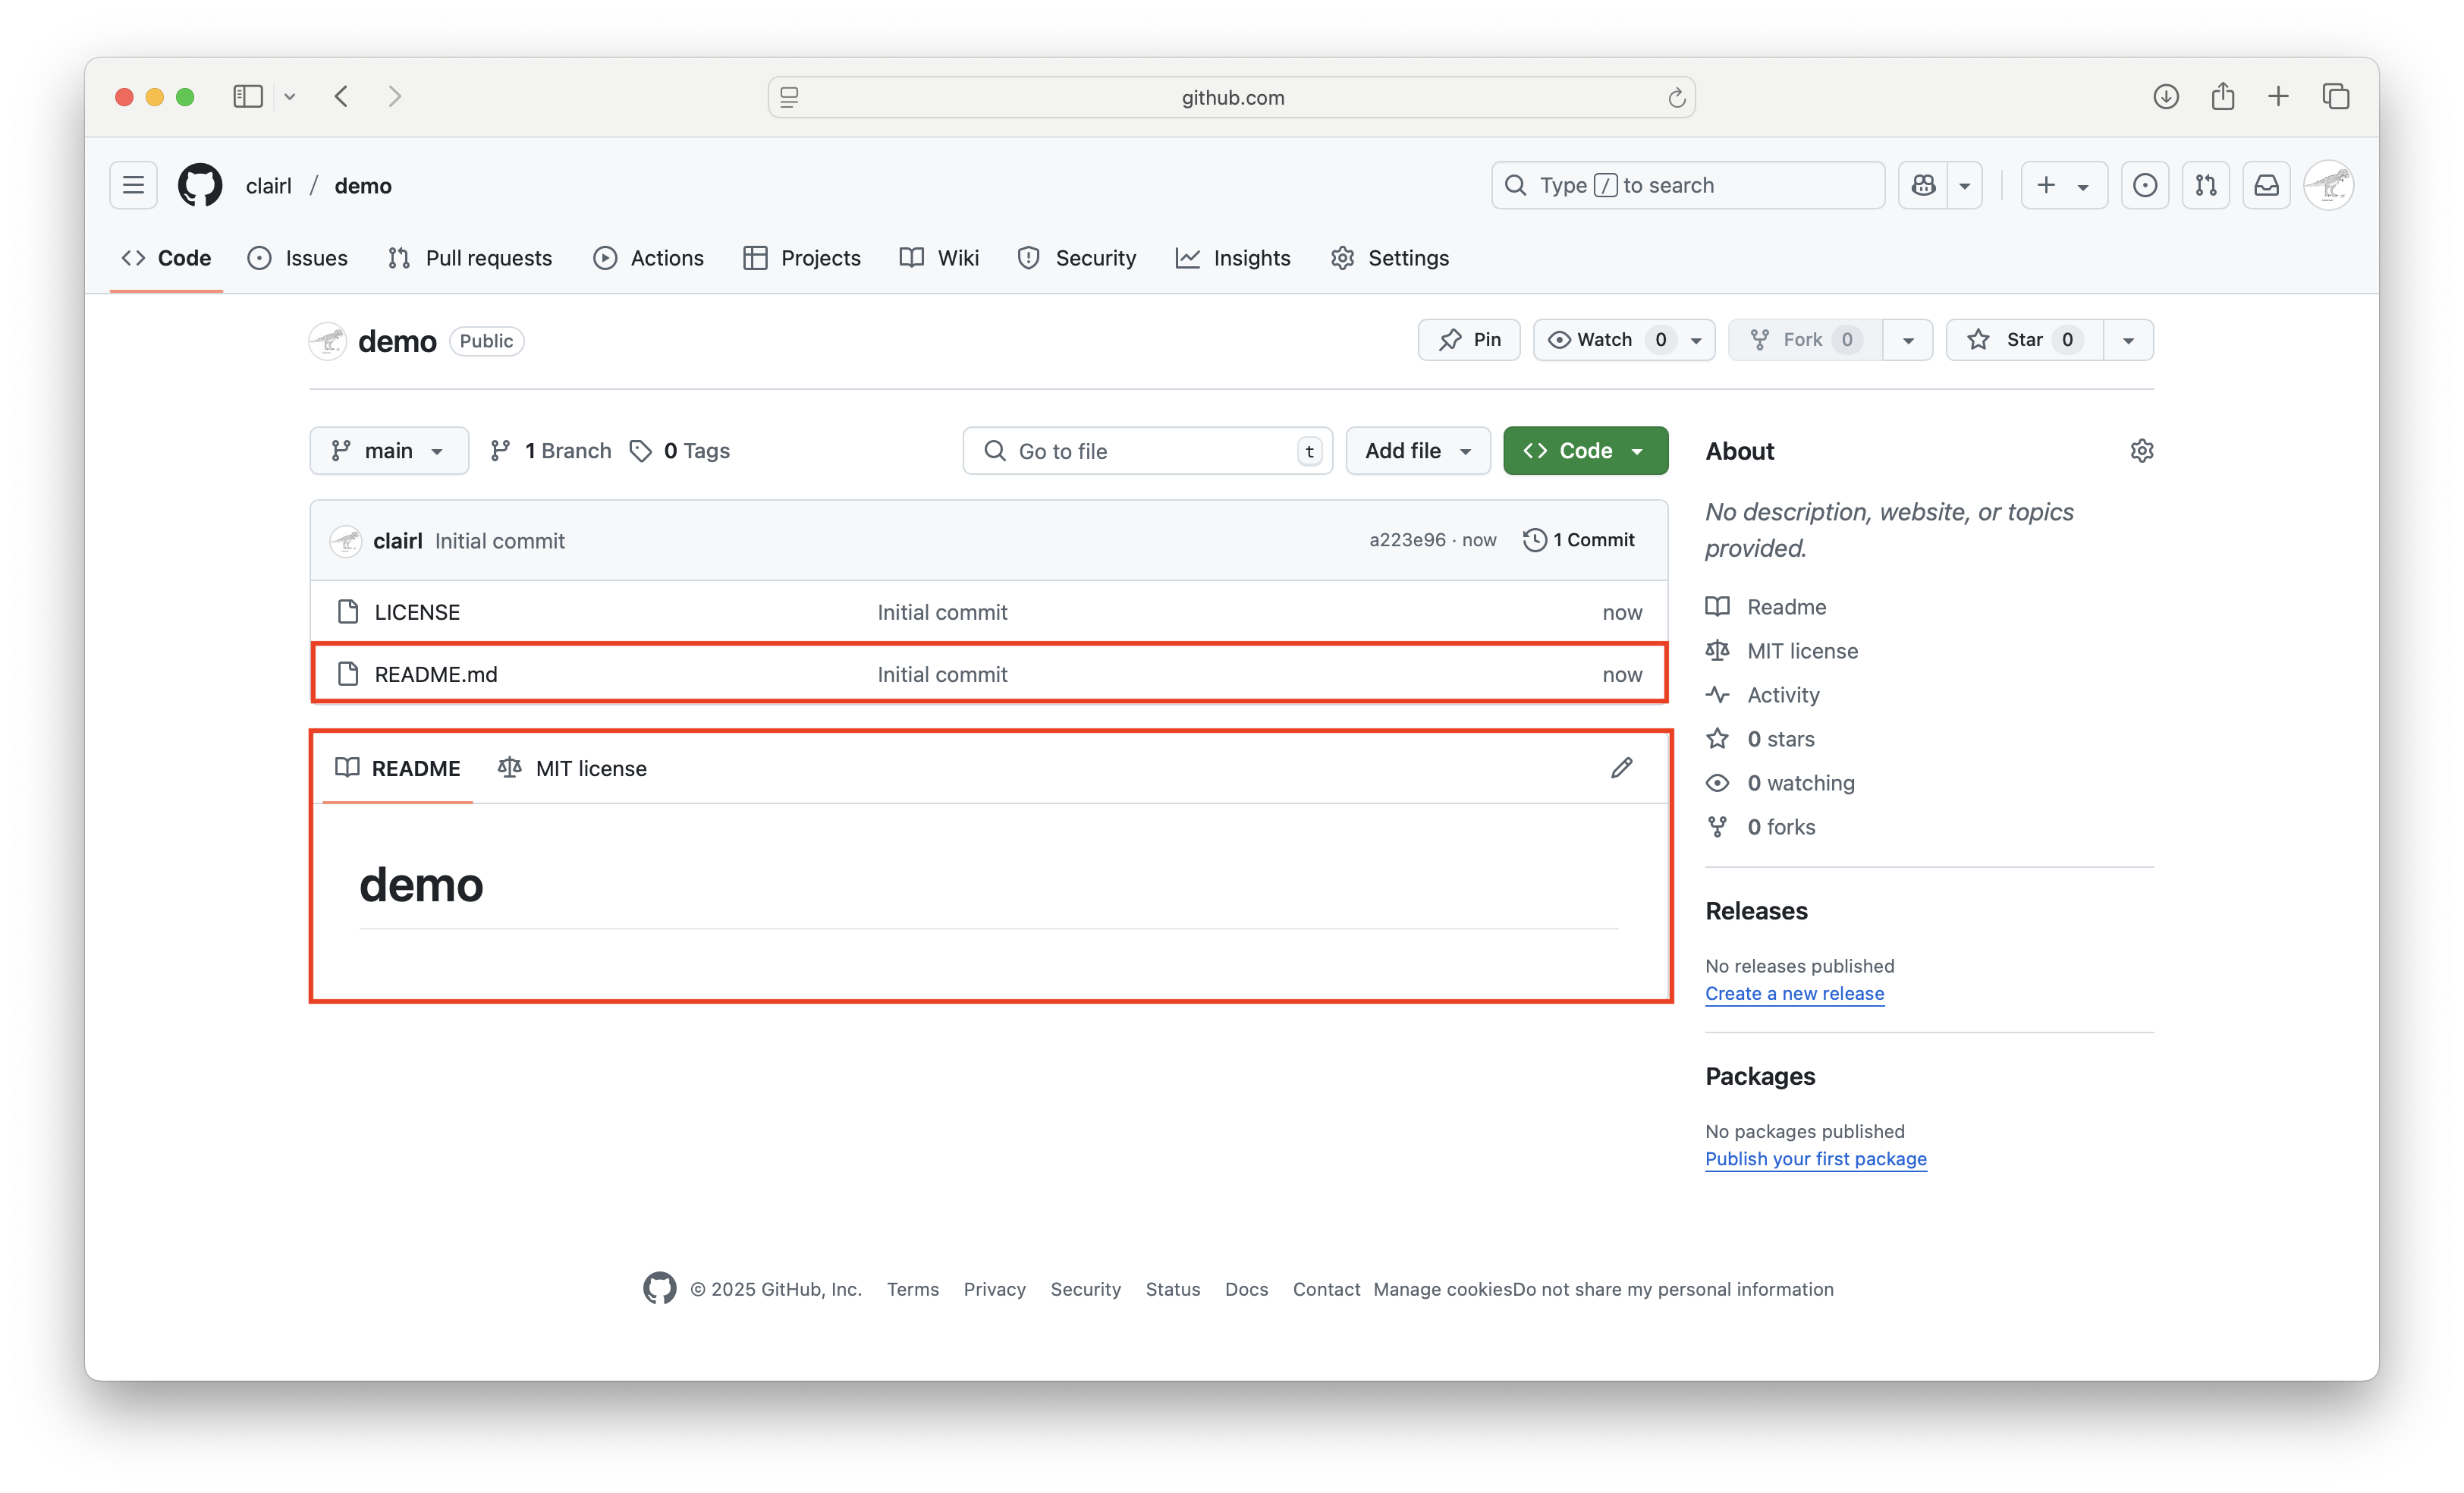 github.com
clairl / demo
Type / to search
Code Issues Pull requests Actions Projects Wiki Security Insights Settings
demo Public
Pin Watch 0 Fork 0 Star 0
main 1 Branch 0 Tags Go to file t Add file Code
clairl Initial commit a223e96 · now 1 Commit
LICENSE Initial commit now
README.md Initial commit now
README MIT license
demo
About
No description, website, or topics
provided.
Readme
MIT license
Activity
0 stars
0 watching
0 forks
Releases
No releases published
Create a new release
Packages
No packages published
Publish your first package
© 2025 GitHub, Inc. Terms Privacy Security Status Docs Contact Manage cookiesDo not share my personal information